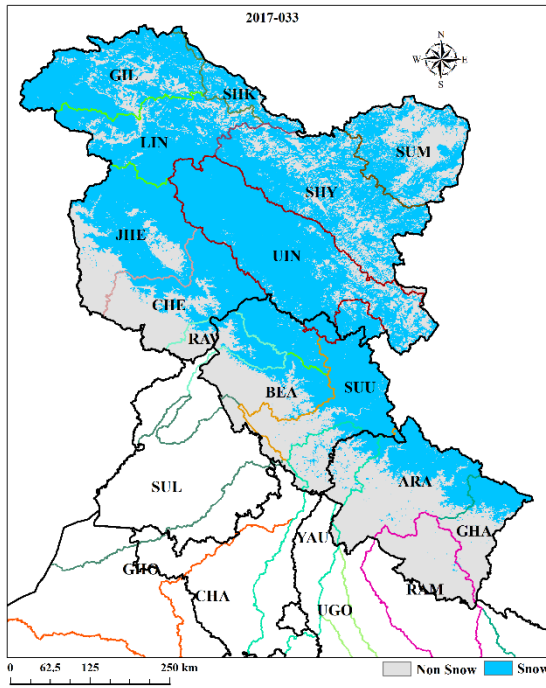 2017-033
N
W E
S
GIL
SHK
LIN
SUM
SHY
JHE
UIN
CHE
RAV
BEA
SUU
SUL
ARA
GHA
YAU
GHO
CHA
UGO
RAM
0 62.5 125 250 km
Non Snow Snow